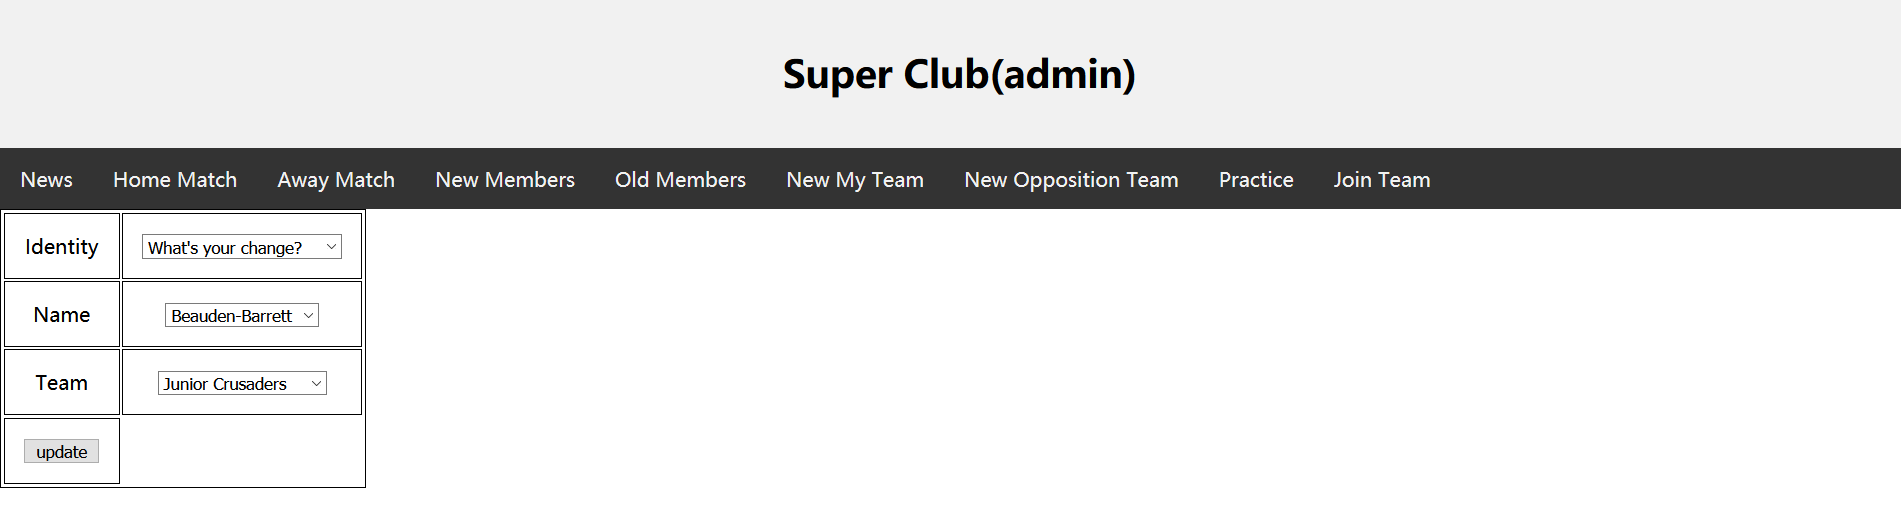 Super Club(admin)
News Home Match Away Match New Members Old Members New My Team New Opposition Team Practice Join Team
Identity What's your change?
Name Beauden-Barrett
Team Junior Crusaders
update